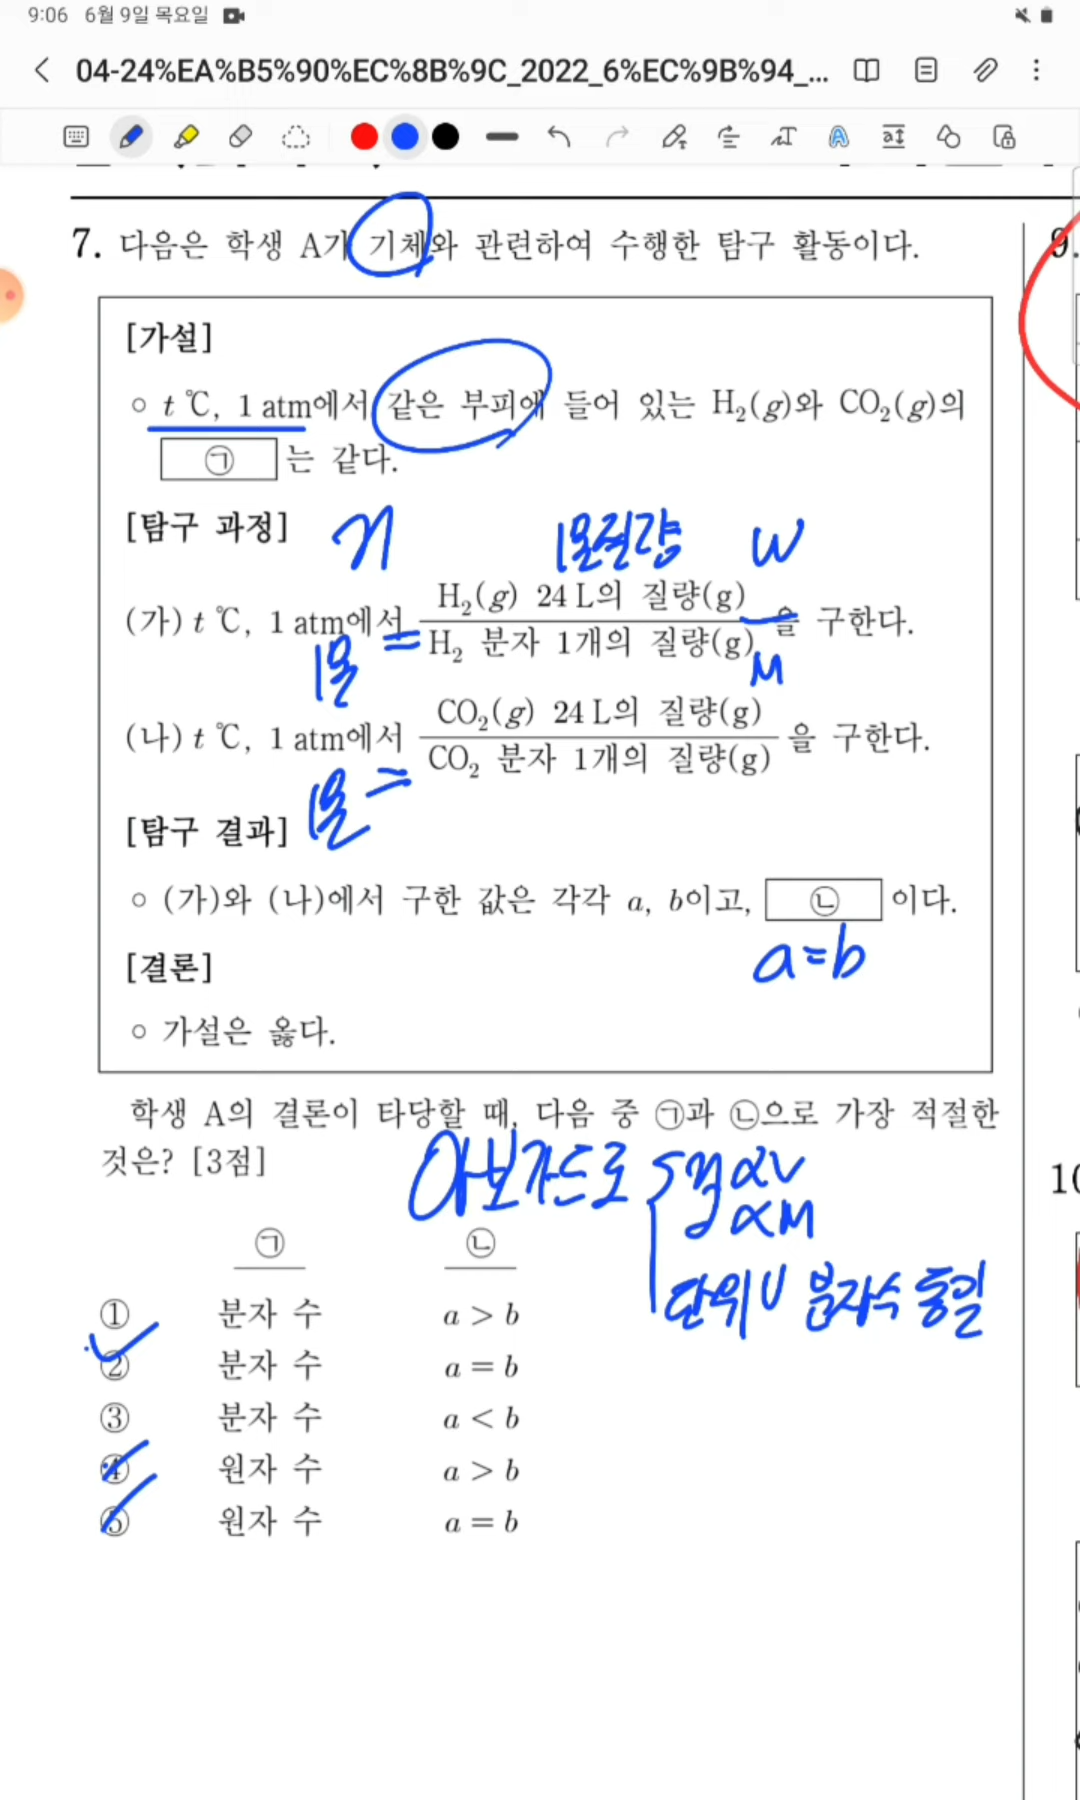 9:06 6월 9일 목요일
04-24%EA%B5%90%EC%8B%9C_2022_6%EC%9B%94_...
7. 다음은 학생 A가 기체와 관련하여 수행한 탐구 활동이다.
[가설]
○ t ℃, 1 atm에서 같은 부피에 들어 있는 H₂(g)와 CO₂(g)의
㉠ 는 같다.
[탐구 과정]
n 1몰질량 w
(가) t ℃, 1 atm에서 H₂(g) 24 L의 질량(g) / H₂ 분자 1개의 질량(g) 을 구한다.
1몰 = M
(나) t ℃, 1 atm에서 CO₂(g) 24 L의 질량(g) / CO₂ 분자 1개의 질량(g) 을 구한다.
1몰 =
[탐구 결과]
○ (가)와 (나)에서 구한 값은 각각 a, b이고, ㉡ 이다.
a=b
[결론]
○ 가설은 옳다.
학생 A의 결론이 타당할 때, 다음 중 ㉠과 ㉡으로 가장 적절한
것은? [3점]
아보가드로 n∝V
∝M
단위V 분자수 동일
㉠ ㉡
① 분자 수 a > b
② 분자 수 a = b
③ 분자 수 a < b
④ 원자 수 a > b
⑤ 원자 수 a = b
9.
10